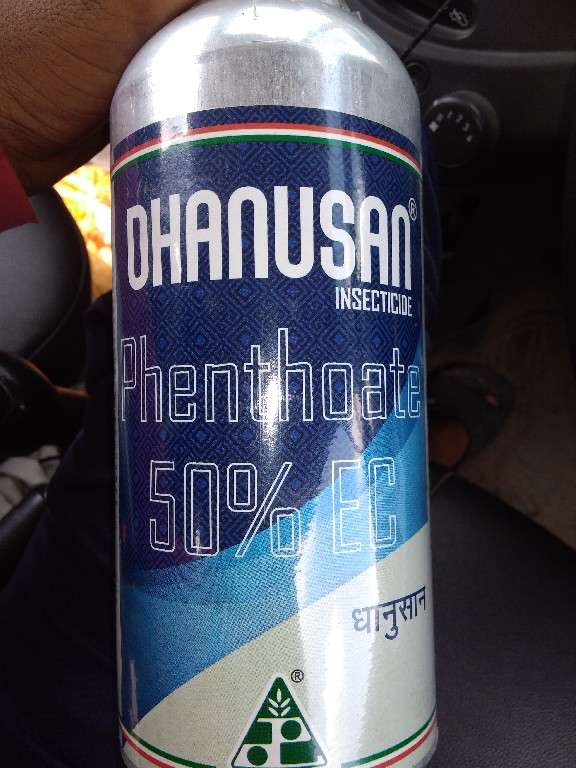 DHANUSAN®
INSECTICIDE
Phenthoate
50% EC
धानुसान
®